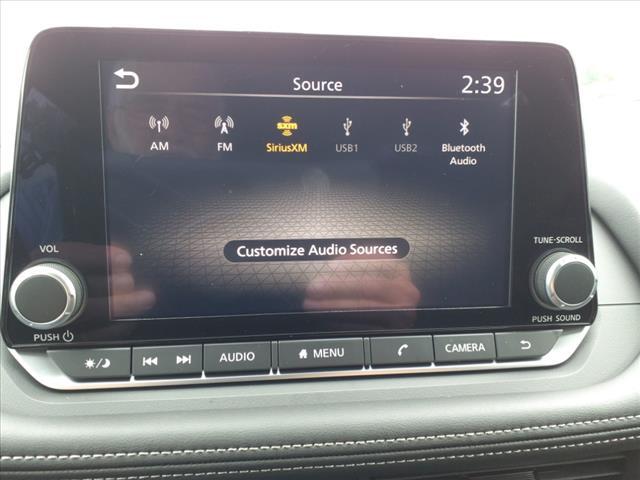 Source 2:39
sxm
AM FM SiriusXM USB1 USB2 Bluetooth Audio
Customize Audio Sources
VOL TUNE-SCROLL
PUSH PUSH SOUND
AUDIO MENU CAMERA